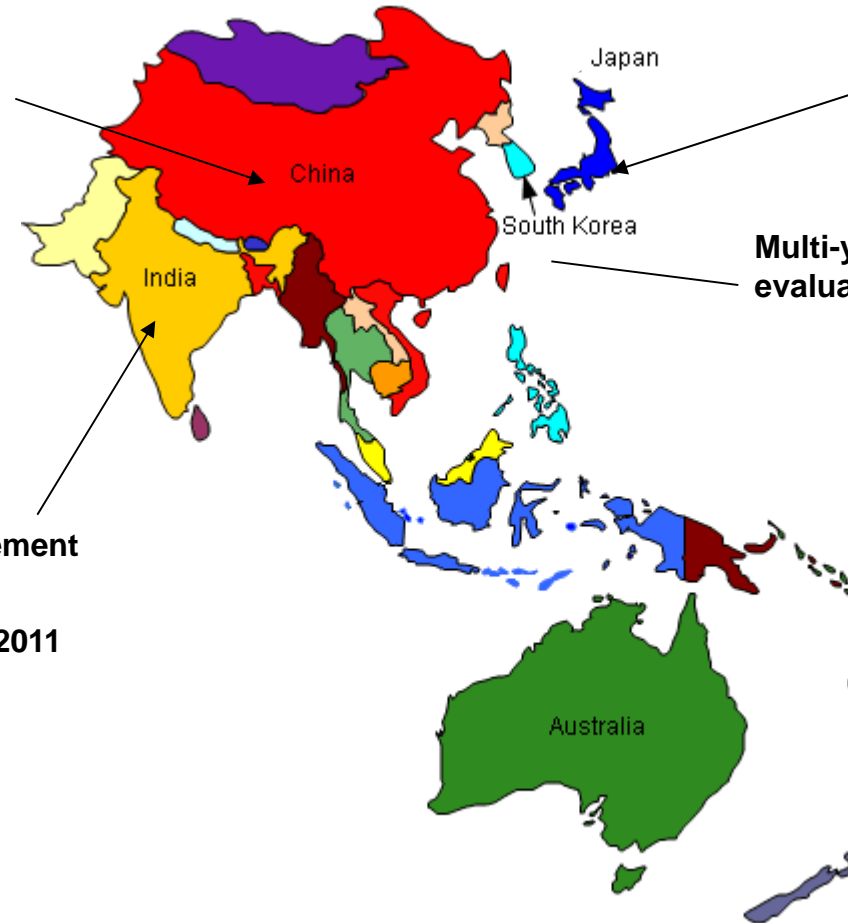 Japan
China
South Korea
Multi-y
evalua
India
ement
2011
Australia